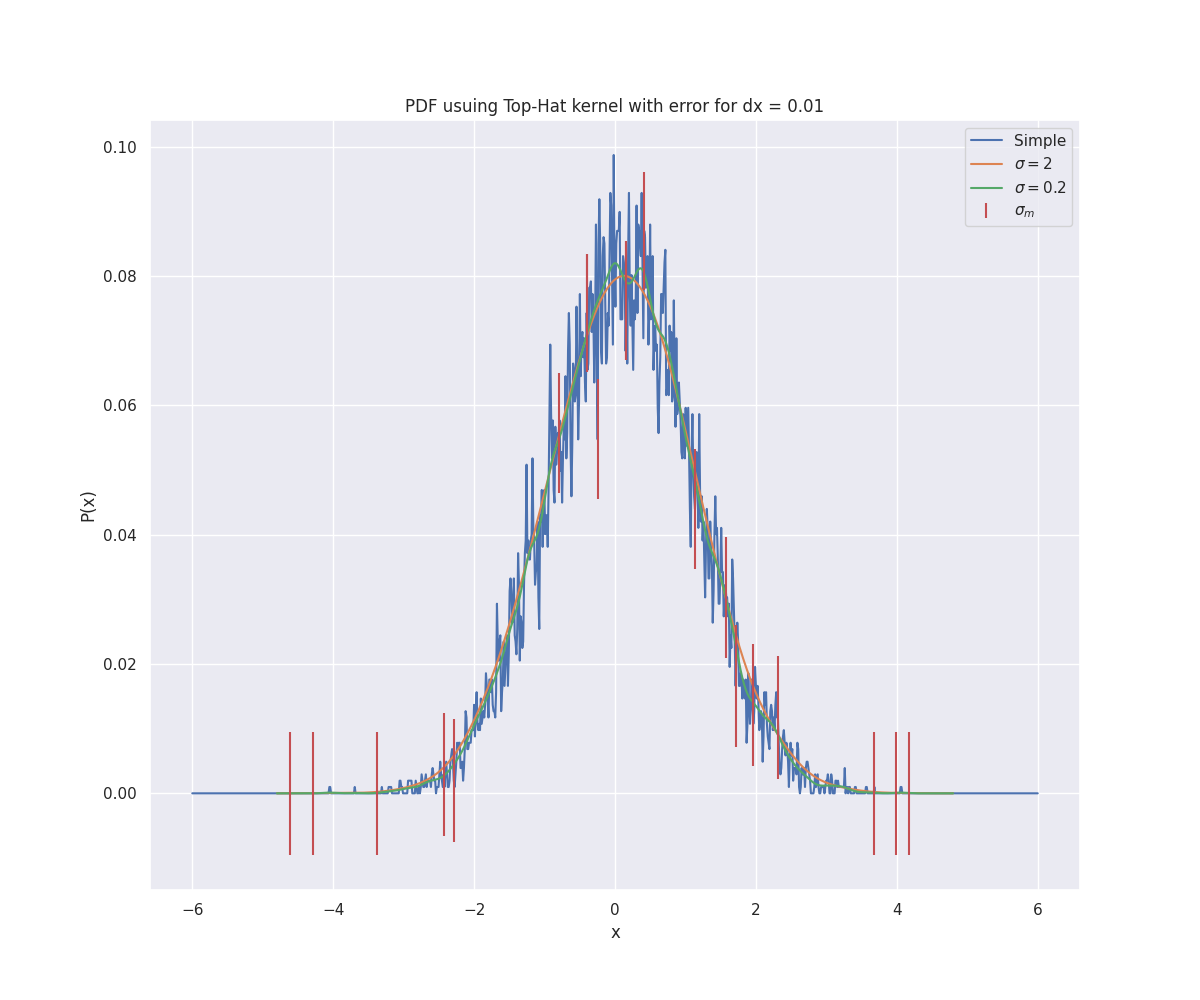 PDF usuing Top-Hat kernel with error for dx = 0.01
Simple
σ = 2
σ = 0.2
σₘ
0.10
0.08
0.06
0.04
0.02
0.00
P(x)
−6 −4 −2 0 2 4 6
x